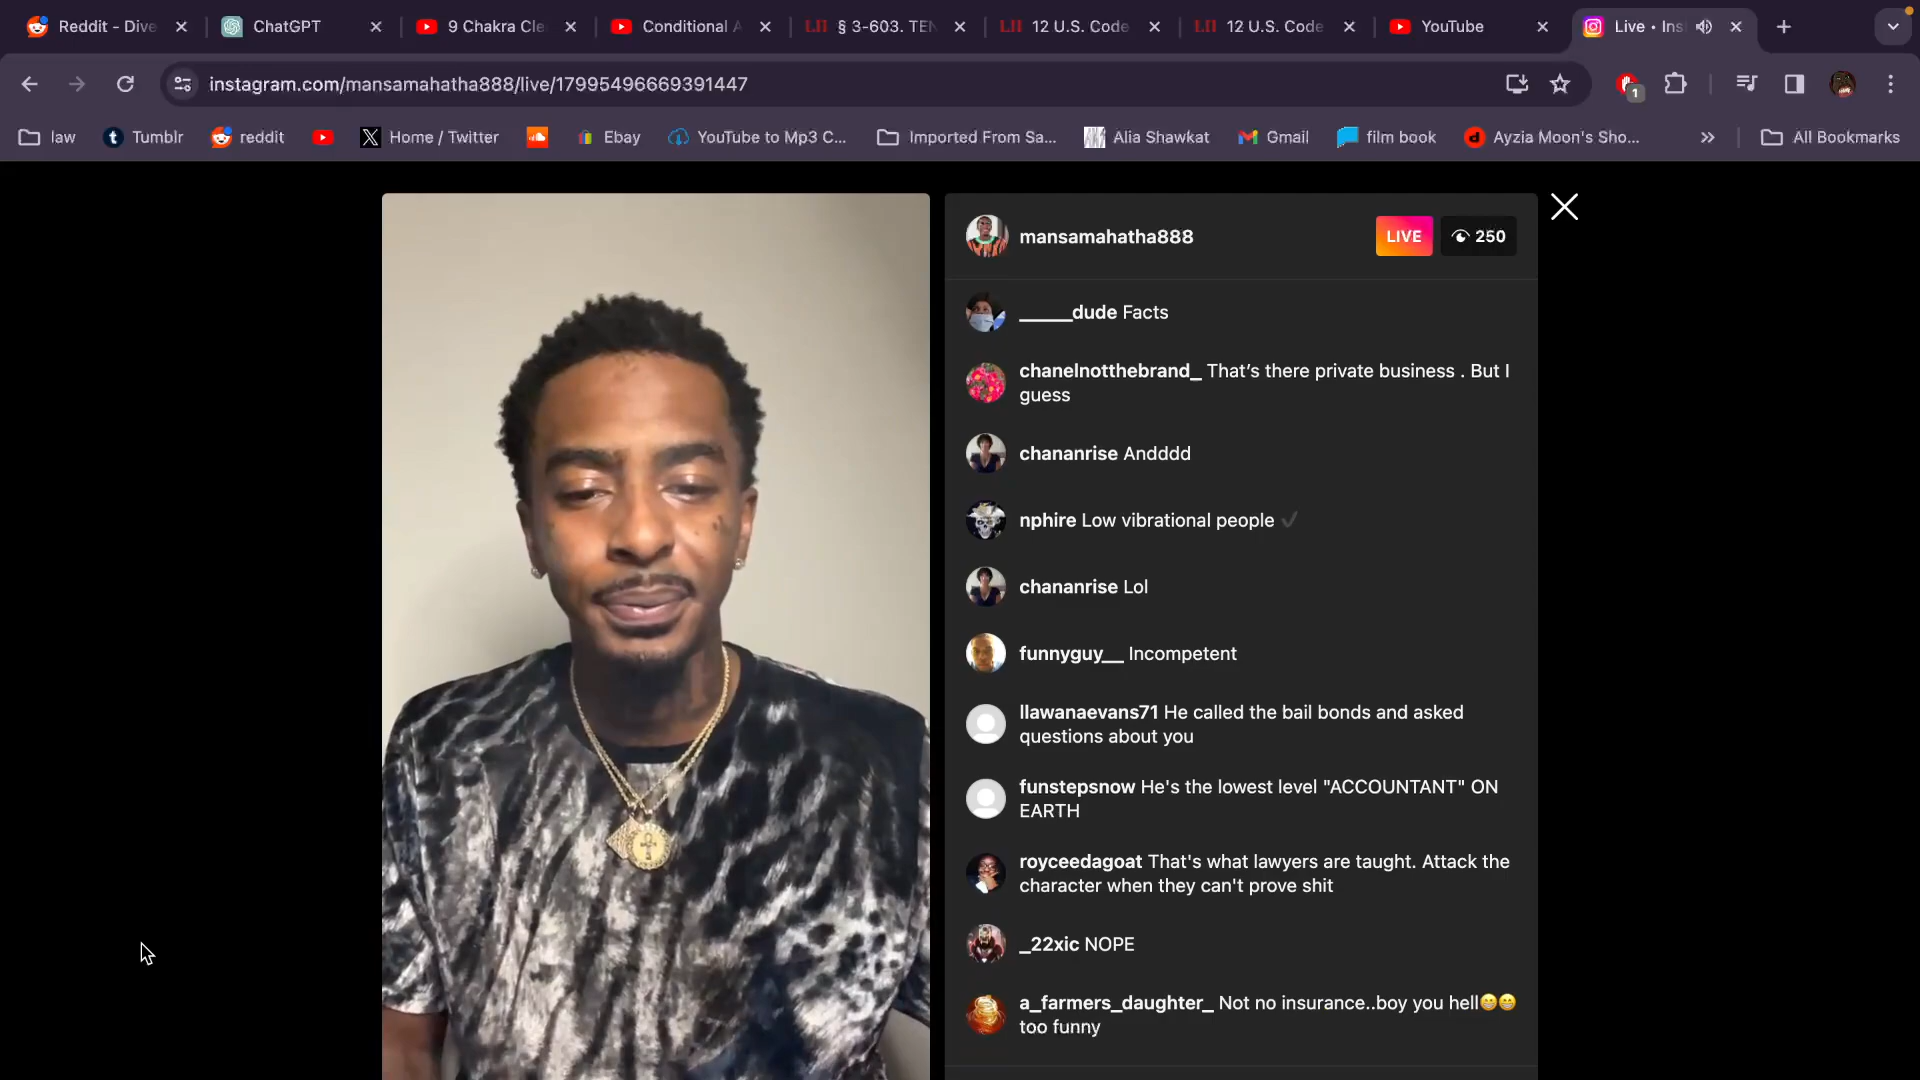 Reddit - Dive
ChatGPT
9 Chakra Cle
Conditional A
LII § 3-603. TEN
LII 12 U.S. Code
LII 12 U.S. Code
YouTube
Live • Ins
instagram.com/mansamahatha888/live/17995496669391447
1
law
Tumblr
reddit
Home / Twitter
Ebay
YouTube to Mp3 C...
Imported From Sa...
Alia Shawkat
Gmail
film book
Ayzia Moon's Sho...
All Bookmarks
mansamahatha888
LIVE
250
______dude Facts
chanelnotthebrand_ That’s there private business . But I
guess
chananrise Andddd
nphire Low vibrational people ✔
chananrise Lol
funnyguy__ Incompetent
llawanaevans71 He called the bail bonds and asked
questions about you
funstepsnow He's the lowest level "ACCOUNTANT" ON
EARTH
royceedagoat That's what lawyers are taught. Attack the
character when they can't prove shit
_22xic NOPE
a_farmers_daughter_ Not no insurance..boy you hell😁😁
too funny